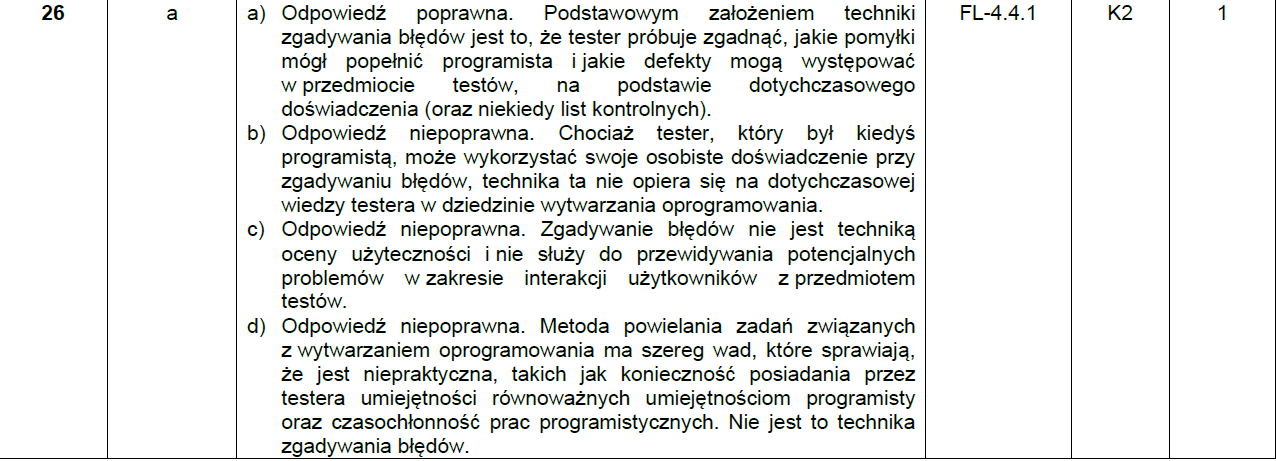 26 a a) Odpowiedź poprawna. Podstawowym założeniem techniki FL-4.4.1 K2 1
zgadywania błędów jest to, że tester próbuje zgadnąć, jakie pomyłki
mógł popełnić programista i jakie defekty mogą występować
w przedmiocie testów, na podstawie dotychczasowego
doświadczenia (oraz niekiedy list kontrolnych).
b) Odpowiedź niepoprawna. Chociaż tester, który był kiedyś
programistą, może wykorzystać swoje osobiste doświadczenie przy
zgadywaniu błędów, technika ta nie opiera się na dotychczasowej
wiedzy testera w dziedzinie wytwarzania oprogramowania.
c) Odpowiedź niepoprawna. Zgadywanie błędów nie jest techniką
oceny użyteczności i nie służy do przewidywania potencjalnych
problemów w zakresie interakcji użytkowników z przedmiotem
testów.
d) Odpowiedź niepoprawna. Metoda powielania zadań związanych
z wytwarzaniem oprogramowania ma szereg wad, które sprawiają,
że jest niepraktyczna, takich jak konieczność posiadania przez
testera umiejętności równoważnych umiejętnościom programisty
oraz czasochłonność prac programistycznych. Nie jest to technika
zgadywania błędów.